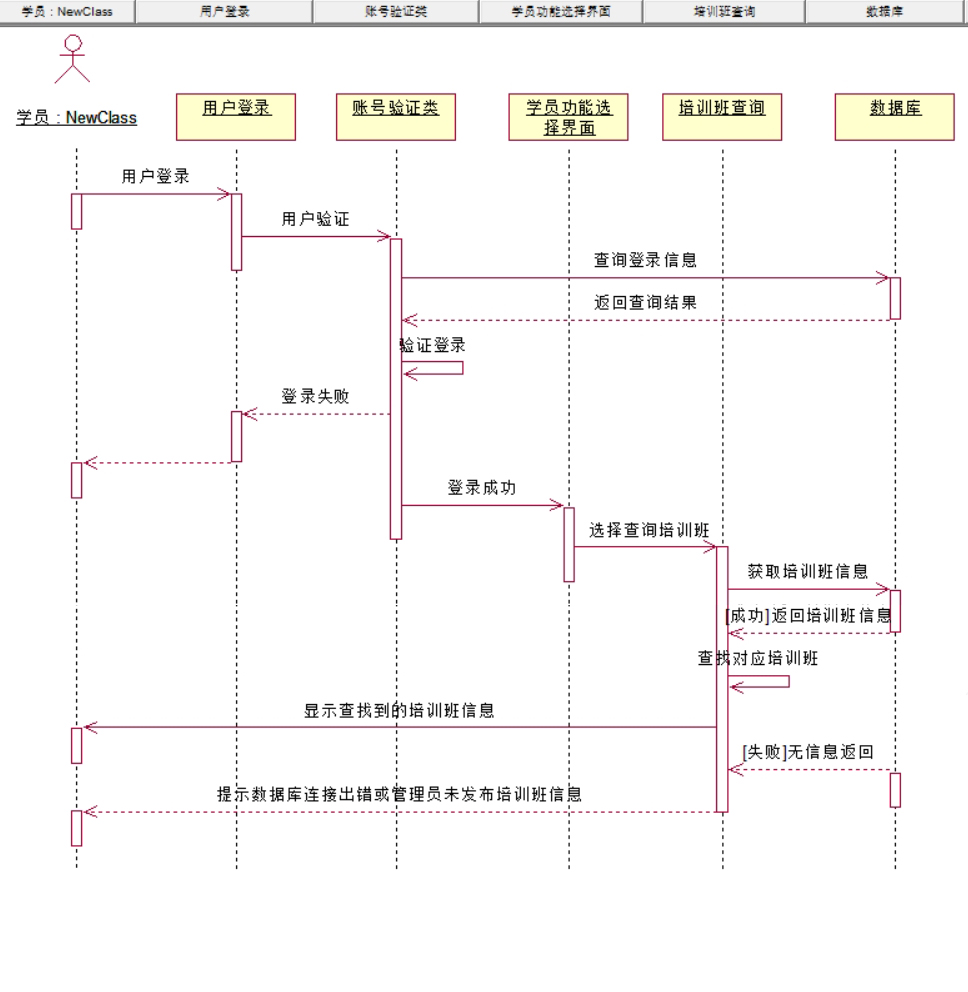 学员：NewClass
用户登录
账号验证类
学员功能选择界面
培训班查询
数据库
学员：NewClass
用户登录
账号验证类
学员功能选
择界面
培训班查询
数据库
用户登录
用户验证
查询登录信息
返回查询结果
验证登录
登录失败
登录成功
选择查询培训班
获取培训班信息
[成功]返回培训班信息
查找对应培训班
显示查找到的培训班信息
[失败]无信息返回
提示数据库连接出错或管理员未发布培训班信息